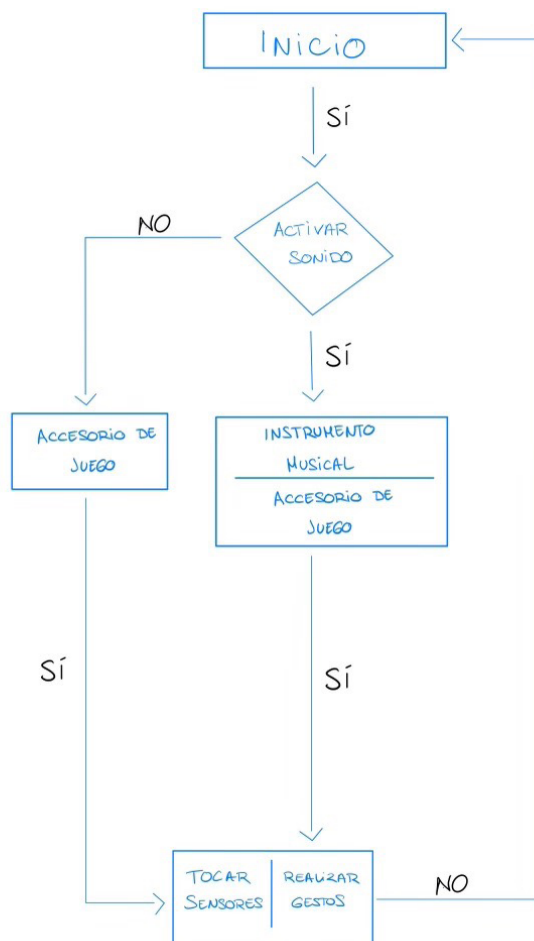 INICIO
SÍ
NO
ACTIVAR
SONIDO
SÍ
ACCESORIO DE
JUEGO
INSTRUMENTO
MUSICAL
ACCESORIO DE
JUEGO
SÍ
SÍ
TOCAR
SENSORES
REALIZAR
GESTOS
NO